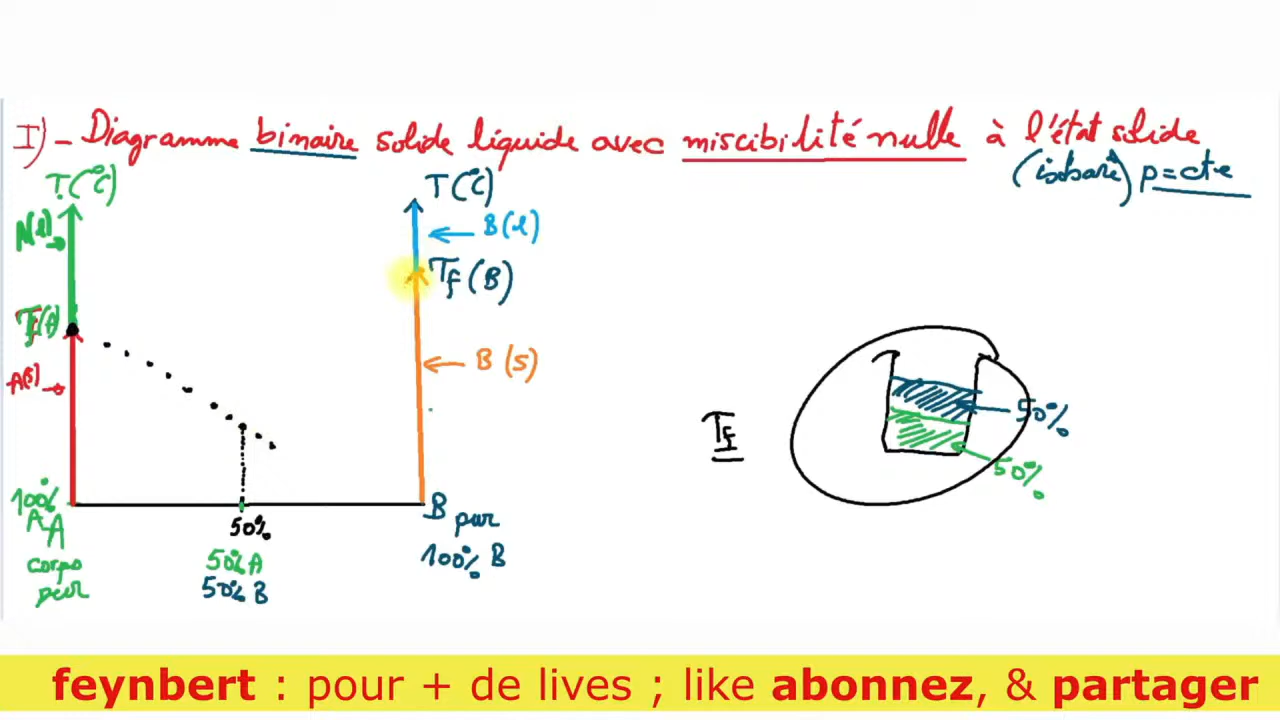 I)- Diagramme binaire solide liquide avec miscibilité nulle à l'état solide
(isobare) p=cte
T(°C)
T(°C)
B(l)
Tf(B)
Tf(A)
A(s)
B(s)
Tf
50%
50%
100%
A
A
corps
pur
50%
50% A
50% B
B pur
100% B
feynbert : pour + de lives ; like abonnez, & partager